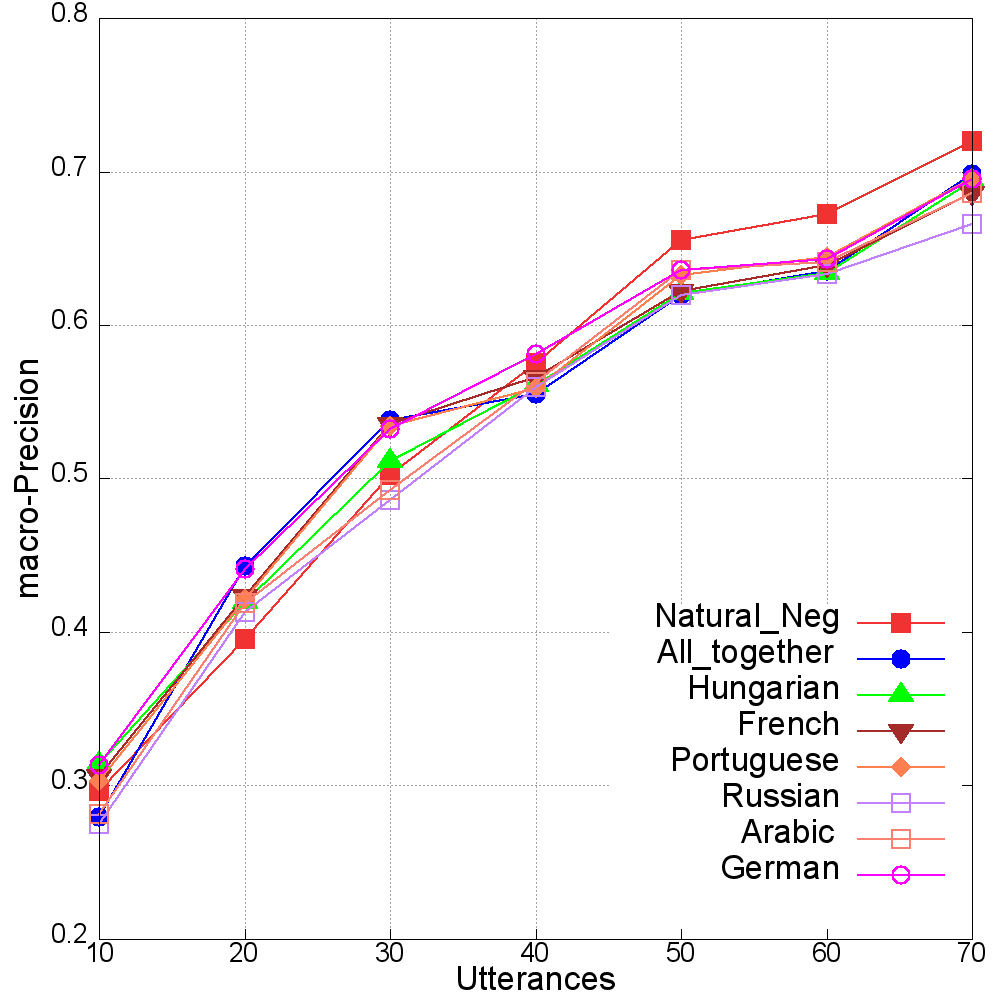 0.8
0.7
0.6
0.5
0.4
0.3
0.2
macro-Precision
Natural_Neg
All_together
Hungarian
French
Portuguese
Russian
Arabic
German
10 20 30 40 50 60 70
Utterances